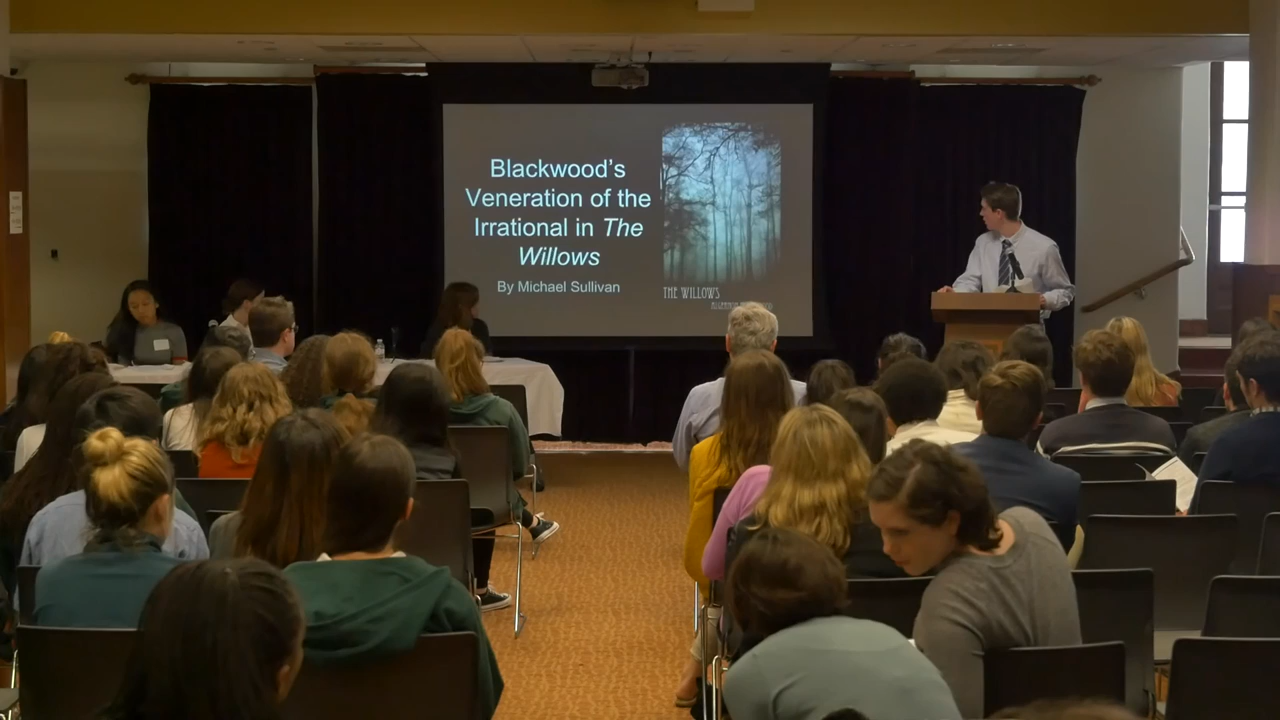 Blackwood's
Veneration of the
Irrational in The
Willows
By Michael Sullivan
THE WILLOWS